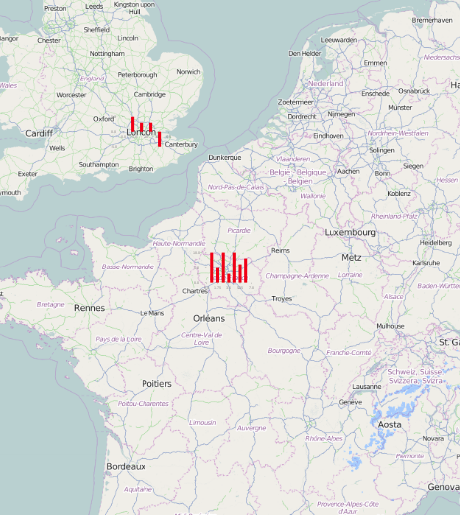 Preston
Leeds
Kingston upon
Hull
Sheffield
Chester
Lincoln
Nottingham
Wales
England
Peterborough
Norwich
Worcester
Cambridge
Oxford
London
Cardiff
Wells
Canterbury
Southampton
Brighton
Exeter
ymouth
Bremerhaven
Leeuwarden
Den Helder
Emmen
Niedersachs
Nederland
Zoetermeer
Enschede
Osnabrück
Dordrecht
Nijmegen
Münster
Eindhoven
Nordrhein-Westfalen
Solingen
Dunkerque
Vlaanderen
België - Belgique
- Belgien
Aachen
Bonn
Siegen
Hessen
Koblenz
Nord-Pas-de-Calais
Wallonie
Rheinland-Pfalz
Picardie
Haute-Normandie
Reims
Luxembourg
Heidelberg
Metz
Karlsruhe
Basse-Normandie
Chartres
Champagne-Ardenne
Troyes
Lorraine
Alsace
Baden-Württ
Bretagne
Rennes
Le Mans
Orléans
Pays de la Loire
Centre-Val de
Loire
Bourgogne
Franche-Comté
Mulhouse
St. Ga
Schweiz, Suisse
Svizzera, Svizra
Poitiers
Poitou-Charentes
Lausanne
Geneve
Limousin
Auvergne
Rhône-Alpes
Aosta
Novara
Piemonte
Bordeaux
Aquitaine
Genova
Provence-Alpes-Côte
d'Azur